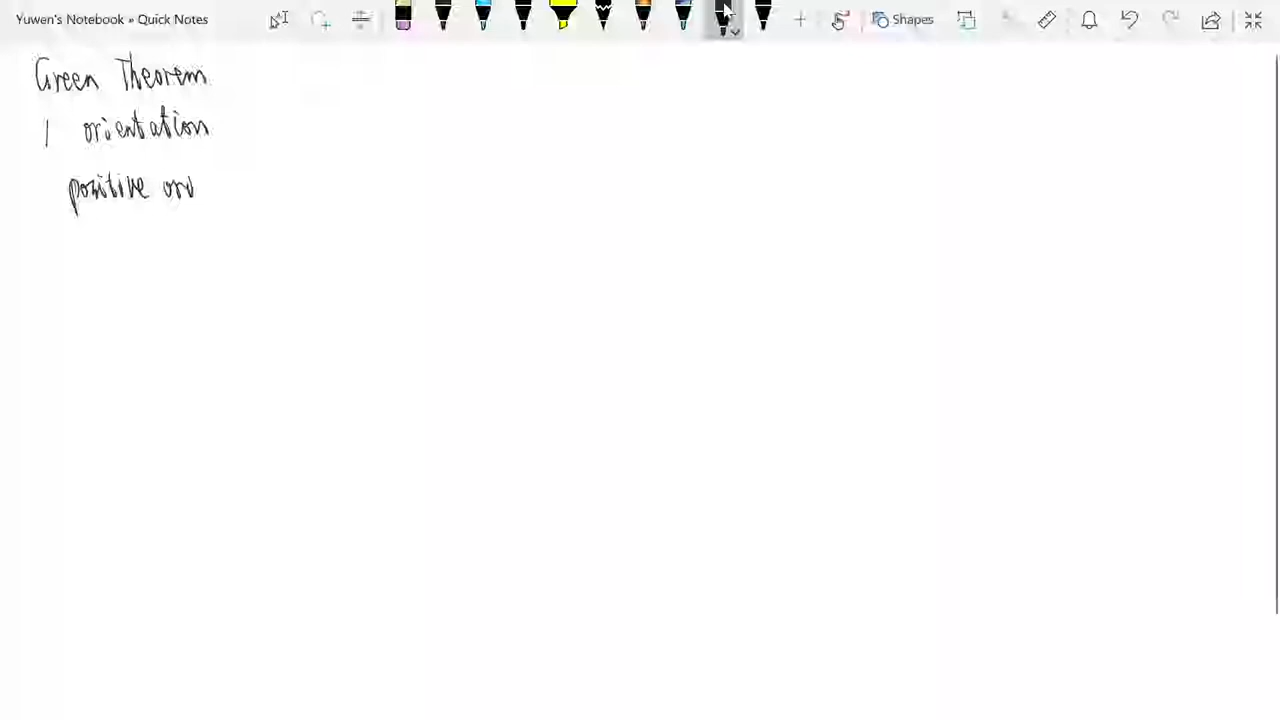 Yuwen's Notebook » Quick Notes
Shapes
Green Theorem
1 orientation
positive ori